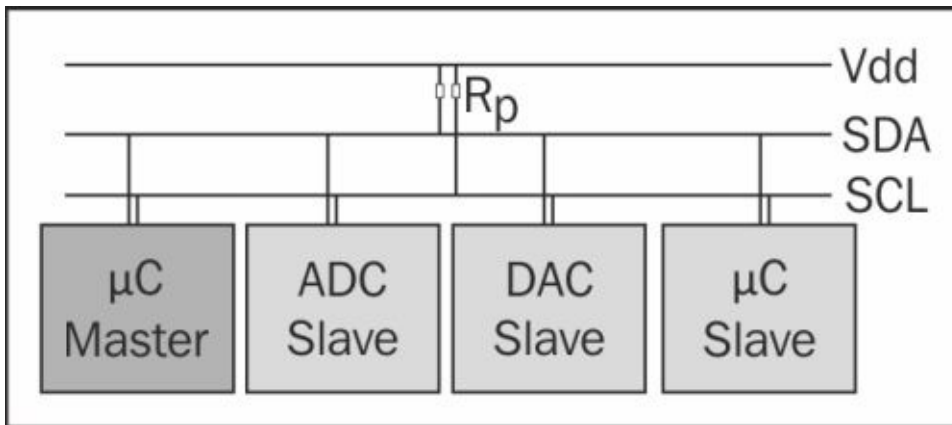 Vdd
Rp
SDA
SCL
µC
Master
ADC
Slave
DAC
Slave
µC
Slave